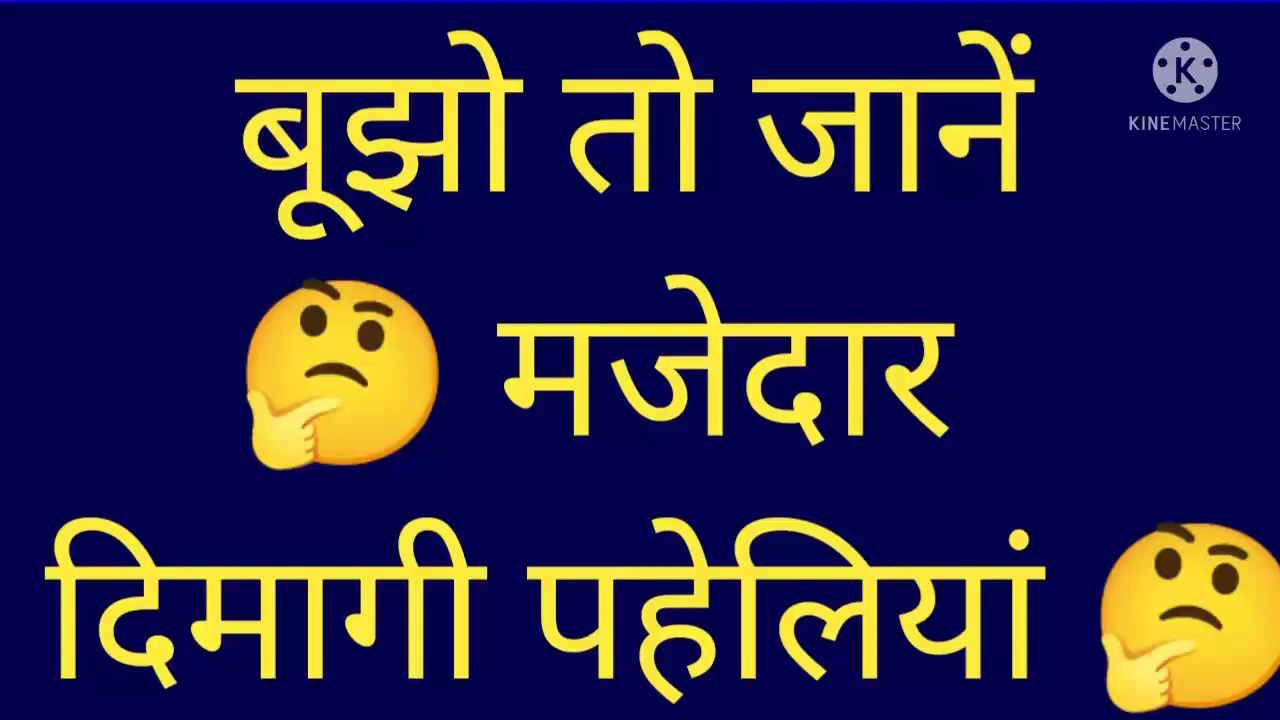 बूझो तो जानें
KINEMASTER
🤔 मजेदार
दिमागी पहेलियां 🤔